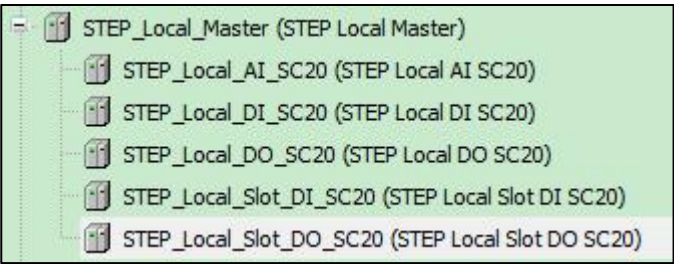 STEP_Local_Master (STEP Local Master)
STEP_Local_AI_SC20 (STEP Local AI SC20)
STEP_Local_DI_SC20 (STEP Local DI SC20)
STEP_Local_DO_SC20 (STEP Local DO SC20)
STEP_Local_Slot_DI_SC20 (STEP Local Slot DI SC20)
STEP_Local_Slot_DO_SC20 (STEP Local Slot DO SC20)